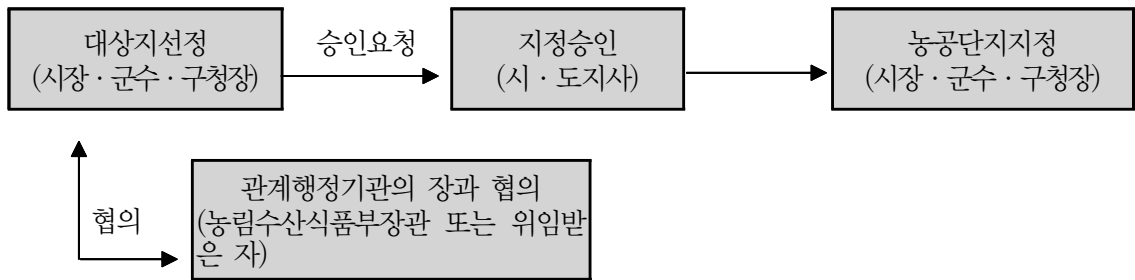 대상지선정
(시장 · 군수 · 구청장)
승인요청
지정승인
(시 · 도지사)
농공단지지정
(시장 · 군수 · 구청장)
협의
관계행정기관의 장과 협의
(농림수산식품부장관 또는 위임받
은 자)